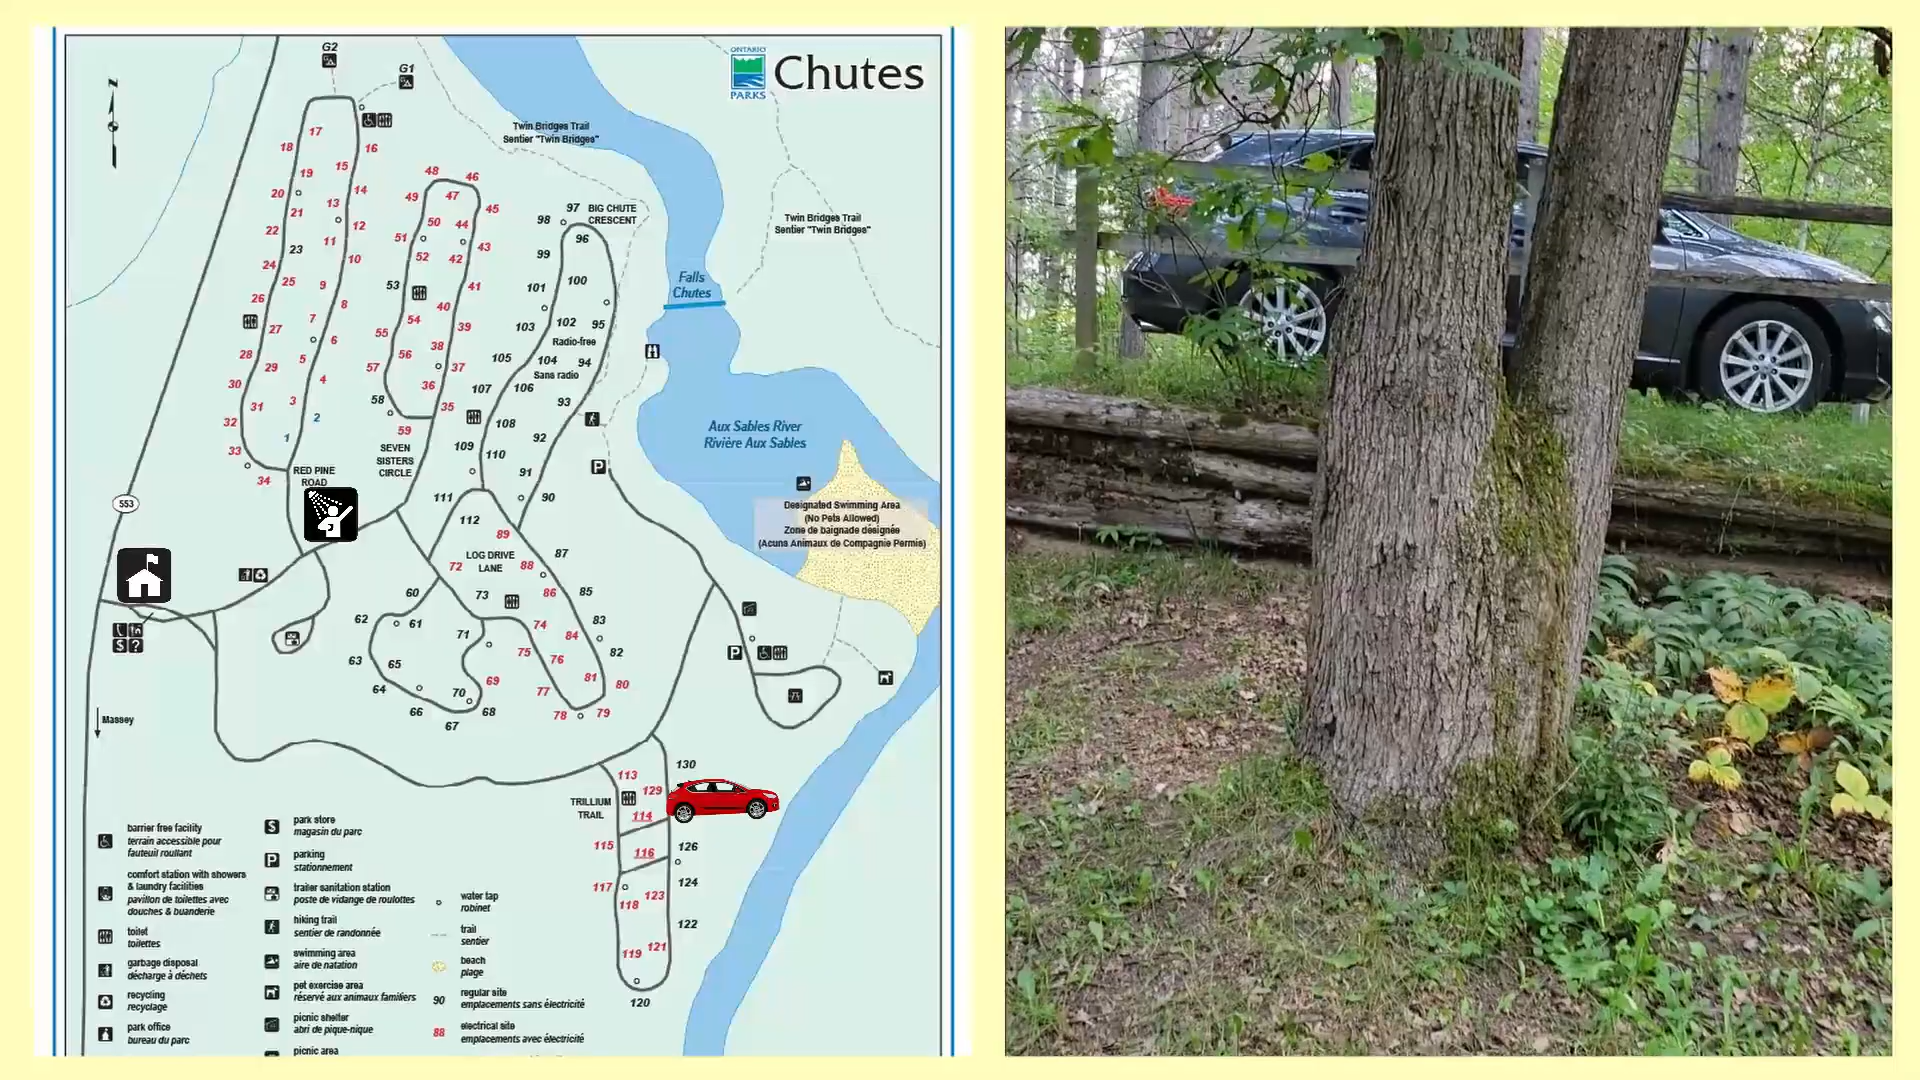 ONTARIO
PARKS
Chutes
N
G2
G1
Twin Bridges Trail
Sentier "Twin Bridges"
Twin Bridges Trail
Sentier "Twin Bridges"
17
18
16
19
15
20
14
21
13
22
12
23
11
24
10
25
9
26
8
27
7
28
6
29
5
30
4
31
3
32
2
33
1
34
RED PINE
ROAD
48
46
49
47
45
50
44
51
43
52
42
53
41
54
40
55
39
56
38
57
37
58
36
59
35
SEVEN
SISTERS
CIRCLE
97
BIG CHUTE
CRESCENT
98
96
99
100
101
102
95
103
Radio-free
104
94
Sans radio
105
106
107
93
108
92
109
110
91
90
111
112
Falls
Chutes
Aux Sables River
Rivière Aux Sables
Designated Swimming Area
(No Pets Allowed)
Zone de baignade désignée
(Acuns Animaux de Compagnie Permis)
553
P
89
LOG DRIVE
LANE
87
72
88
60
73
86
85
62
61
83
71
74
84
82
63
65
75
76
64
69
81
80
70
77
66
68
78
79
67
$ ?
P
Massey
130
113
129
TRILLIUM
TRAIL
114
115
116
126
117
124
118
123
122
119
121
120
barrier free facility
terrain accessible pour
fauteuil roullant
comfort station with showers
& laundry facilities
pavillon de toilettes avec
douches & buanderie
toilet
toilettes
garbage disposal
décharge à déchets
recycling
recyclage
park office
bureau du parc
$
park store
magasin du parc
P
parking
stationnement
trailer sanitation station
poste de vidange de roulottes
hiking trail
sentier de randonnée
swimming area
aire de natation
pet exercise area
réservé aux animaux familiers
picnic shelter
abri de pique-nique
picnic area
water tap
robinet
trail
sentier
beach
plage
90
regular site
emplacements sans électricité
88
electrical site
emplacements avec électricité